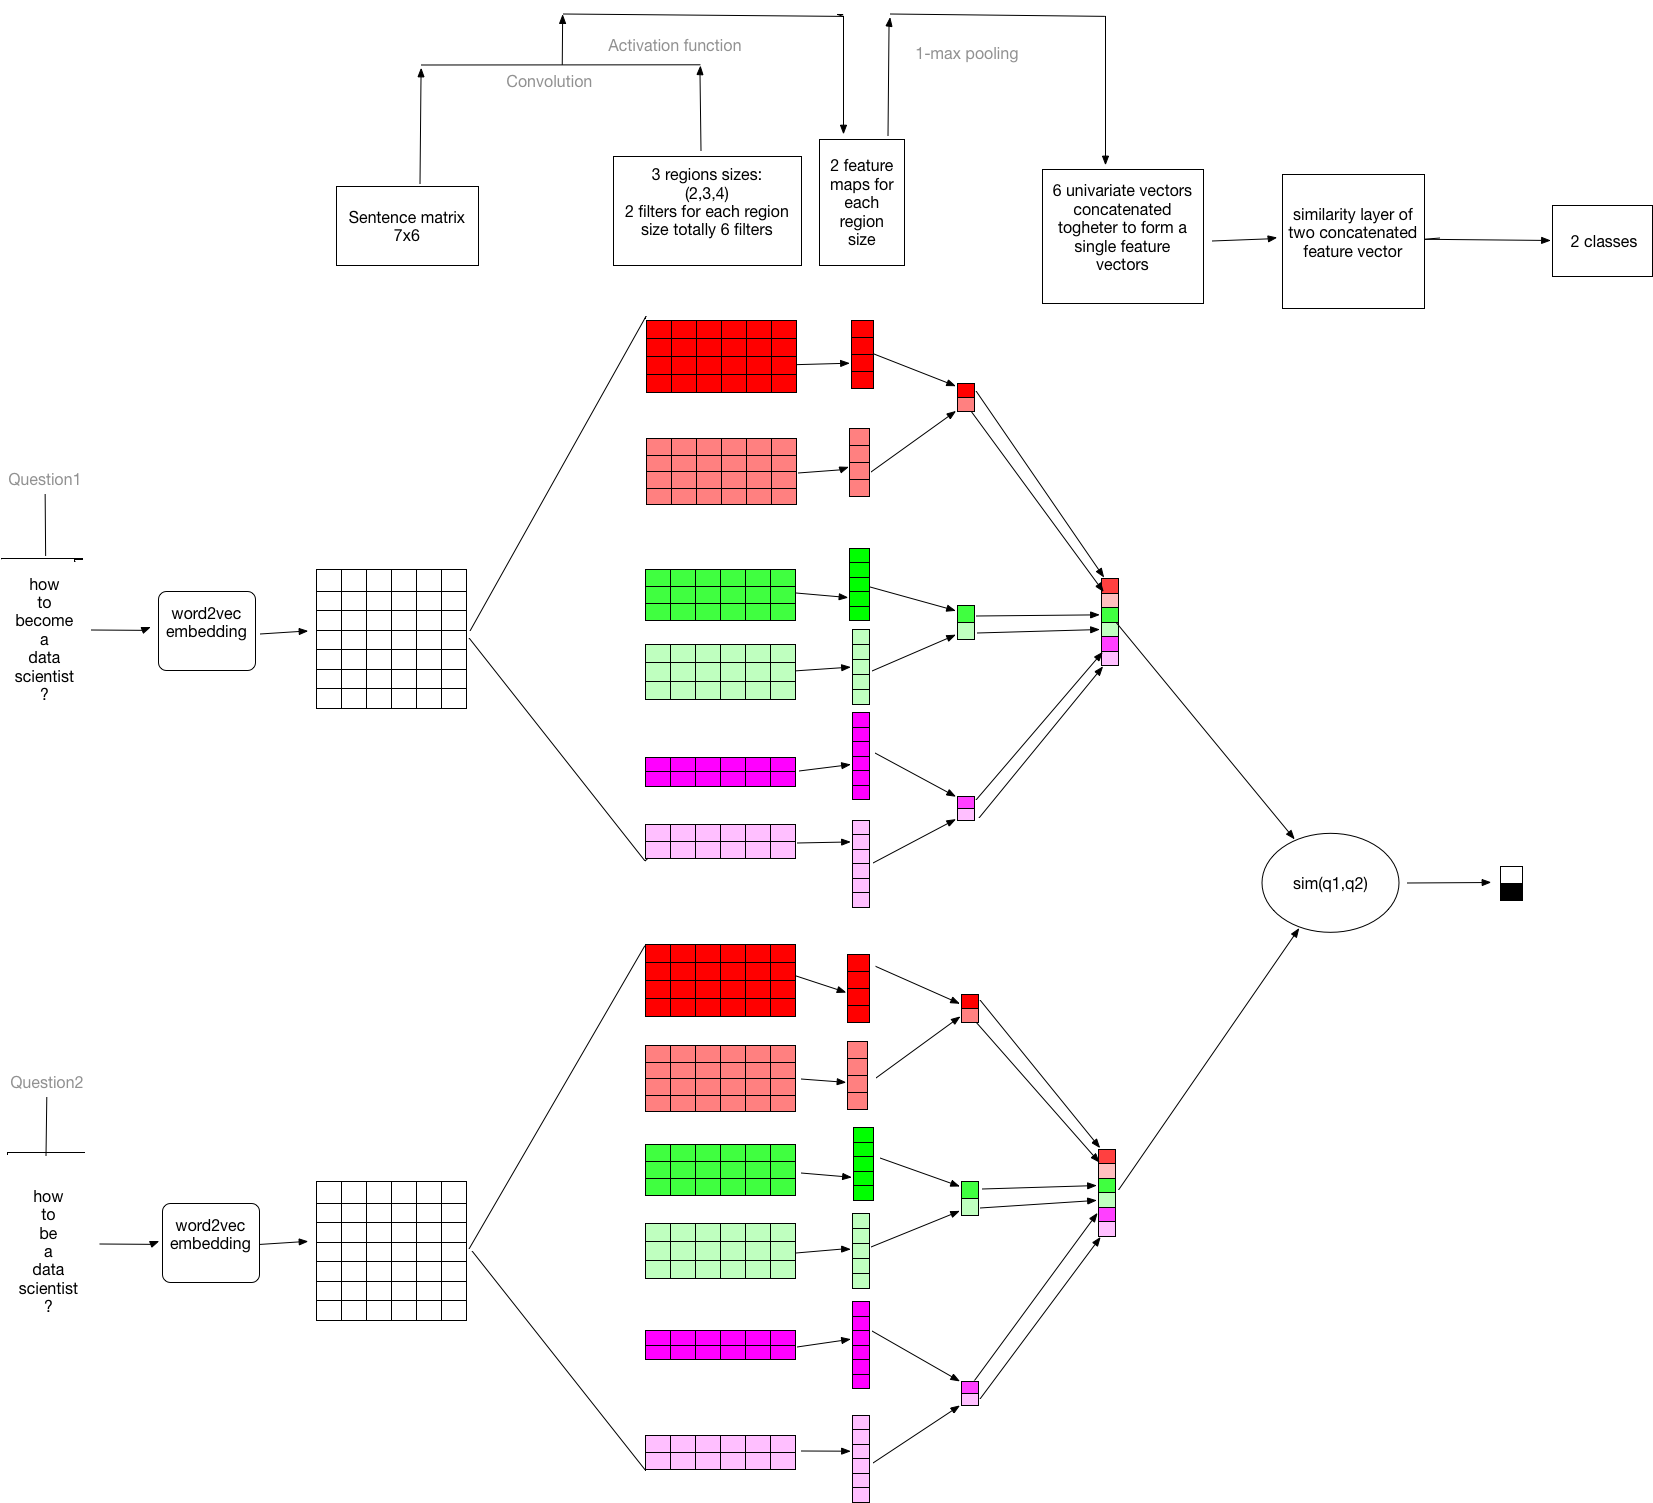 Activation function
1-max pooling
Convolution
Sentence matrix
7x6
3 regions sizes:
(2,3,4)
2 filters for each region
size totally 6 filters
2 feature
maps for
each
region
size
6 univariate vectors
concatenated
togheter to form a
single feature
vectors
similarity layer of
two concatenated
feature vector
2 classes
Question1
how
to
become
a
data
scientist
?
word2vec
embedding
sim(q1,q2)
Question2
how
to
be
a
data
scientist
?
word2vec
embedding